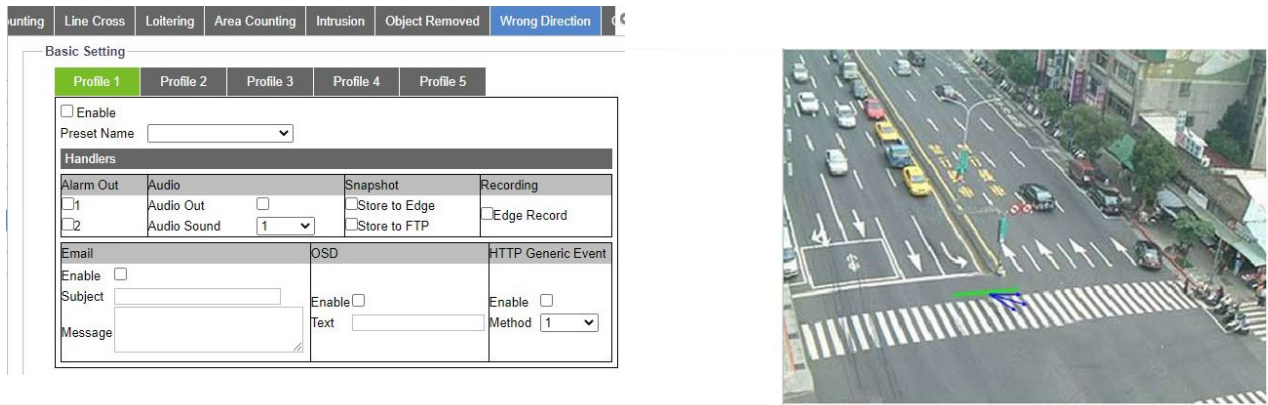 ounting Line Cross Loitering Area Counting Intrusion Object Removed Wrong Direction
Basic Setting
Profile 1 Profile 2 Profile 3 Profile 4 Profile 5
Enable
Preset Name
Handlers
Alarm Out Audio Snapshot Recording
1 Audio Out Store to Edge Edge Record
2 Audio Sound 1 Store to FTP
Email OSD HTTP Generic Event
Enable
Subject
Enable Enable
Text Method 1
Message